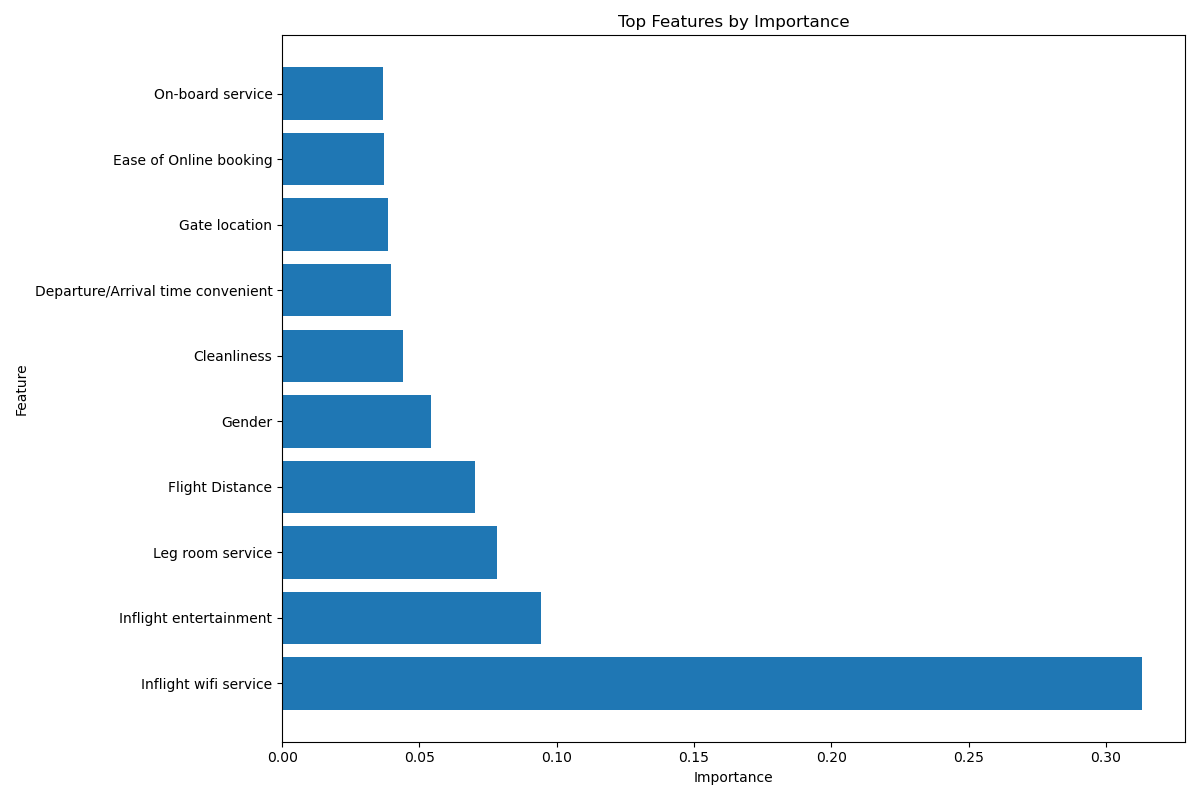 Top Features by Importance
On-board service
Ease of Online booking
Gate location
Departure/Arrival time convenient
Cleanliness
Gender
Flight Distance
Leg room service
Inflight entertainment
Inflight wifi service
Feature
0.00 0.05 0.10 0.15 0.20 0.25 0.30
Importance